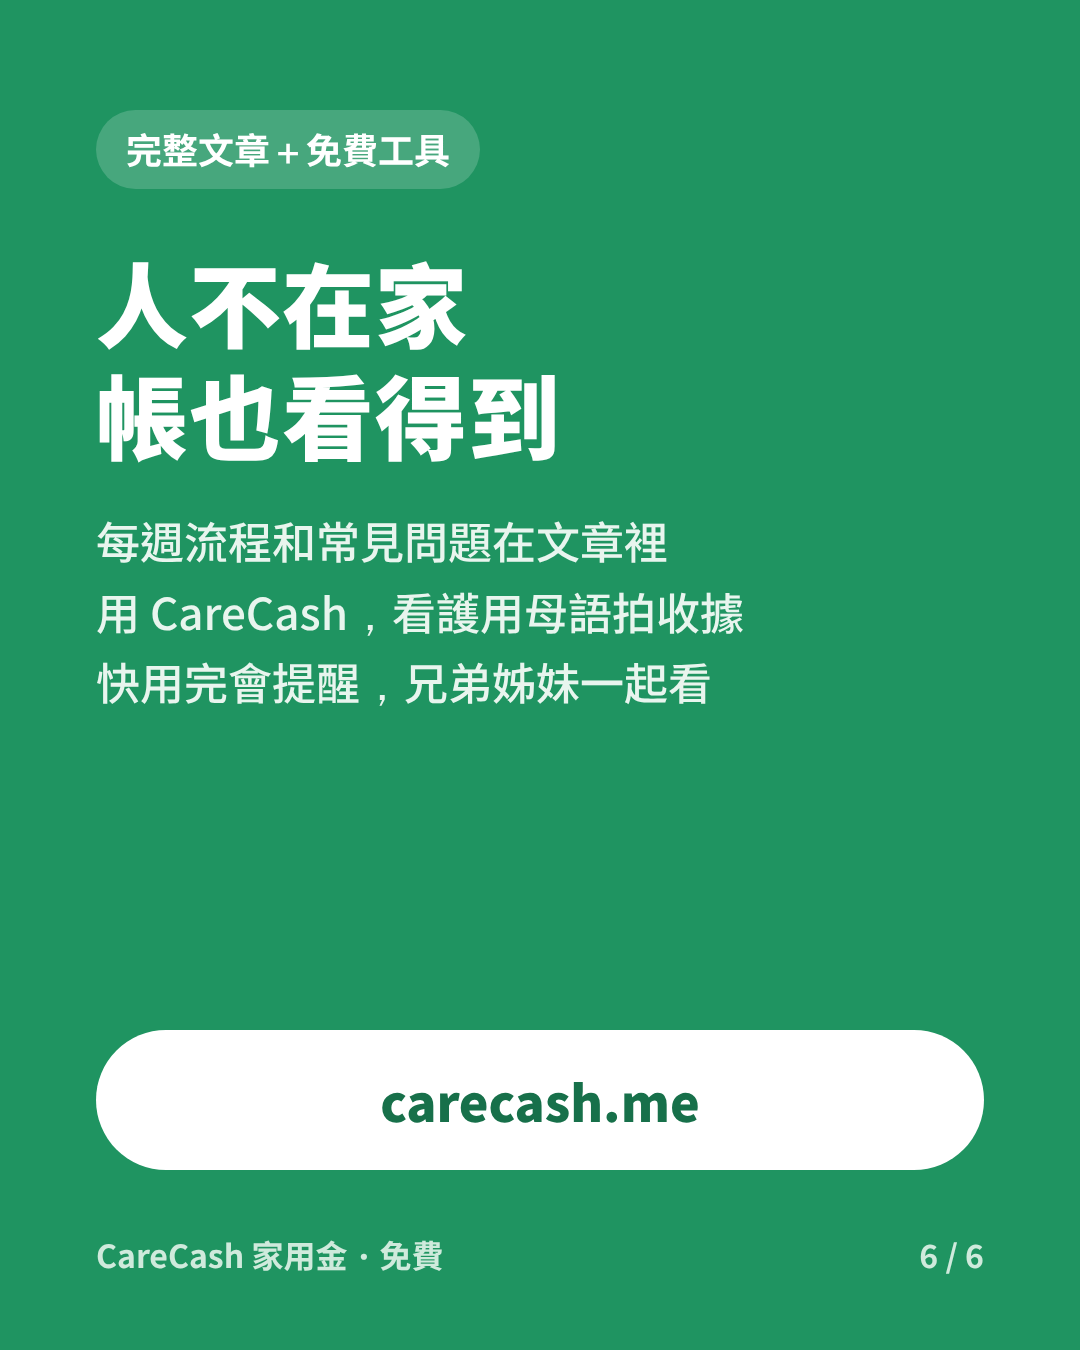 完整文章＋免費工具
人不在家
帳也看得到
每週流程和常見問題在文章裡
用 CareCash，看護用母語拍收據
快用完會提醒，兄弟姊妹一起看
carecash.me
CareCash 家用金・免費
6 / 6